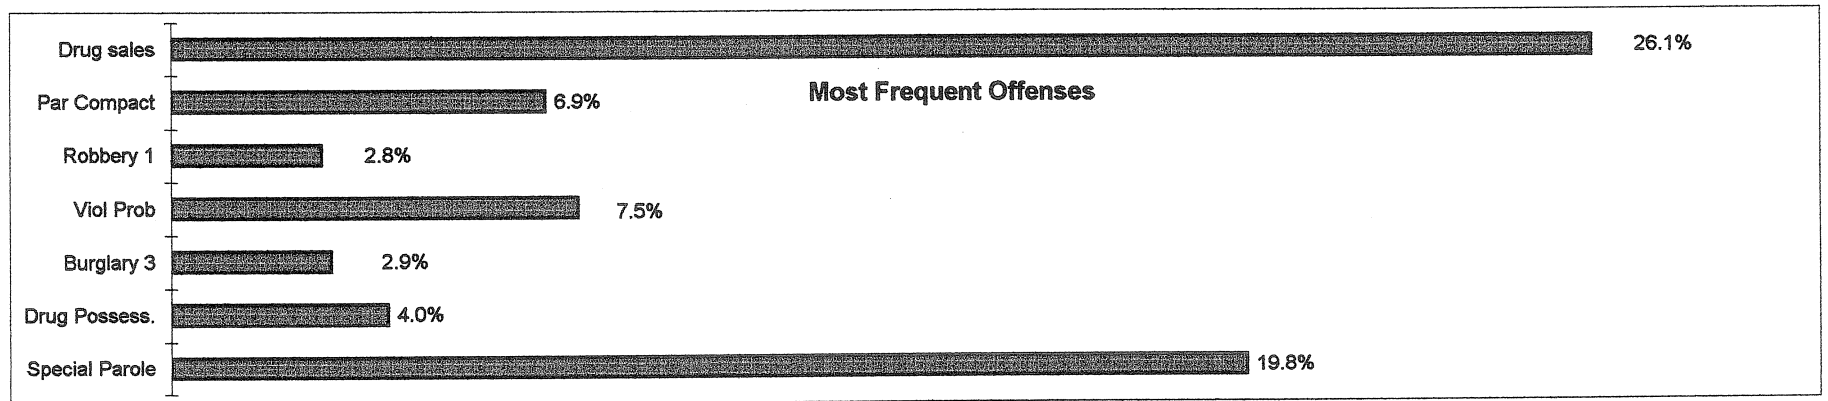 Drug sales 26.1%
Most Frequent Offenses
Par Compact 6.9%
Robbery 1 2.8%
Viol Prob 7.5%
Burglary 3 2.9%
Drug Possess. 4.0%
Special Parole 19.8%